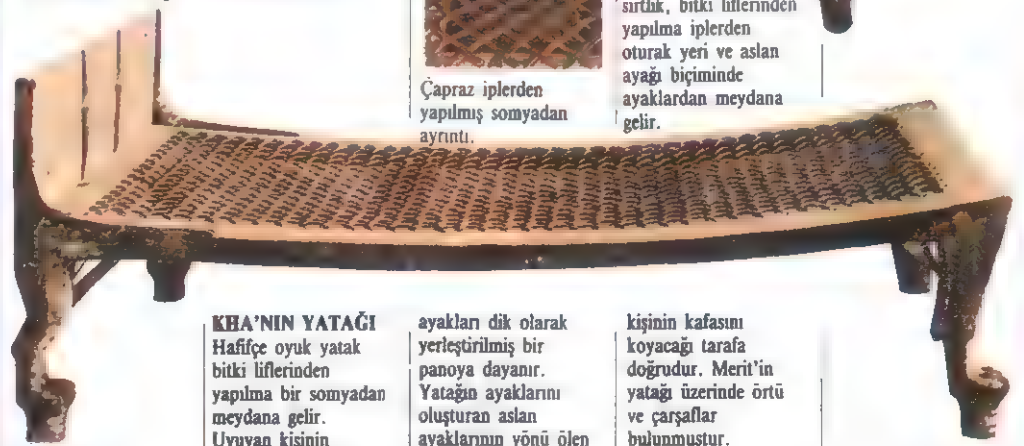 Çapraz iplerden
yapılmış somyadan
ayrıntı.
sırtlık, bitki liflerinden
yapılma iplerden
oturak yeri ve aslan
ayağı biçiminde
ayaklardan meydana
gelir.
KHA'NIN YATAĞI
Hafifçe oyuk yatak
bitki liflerinden
yapılma bir somyadan
meydana gelir.
Uyuyan kişinin
ayakları dik olarak
yerleştirilmiş bir
panoya dayanır.
Yatağın ayaklarını
oluşturan aslan
ayaklarının yönü ölen
kişinin kafasını
koyacağı tarafa
doğrudur. Merit'in
yatağı üzerinde örtü
ve çarşaflar
bulunmuştur.